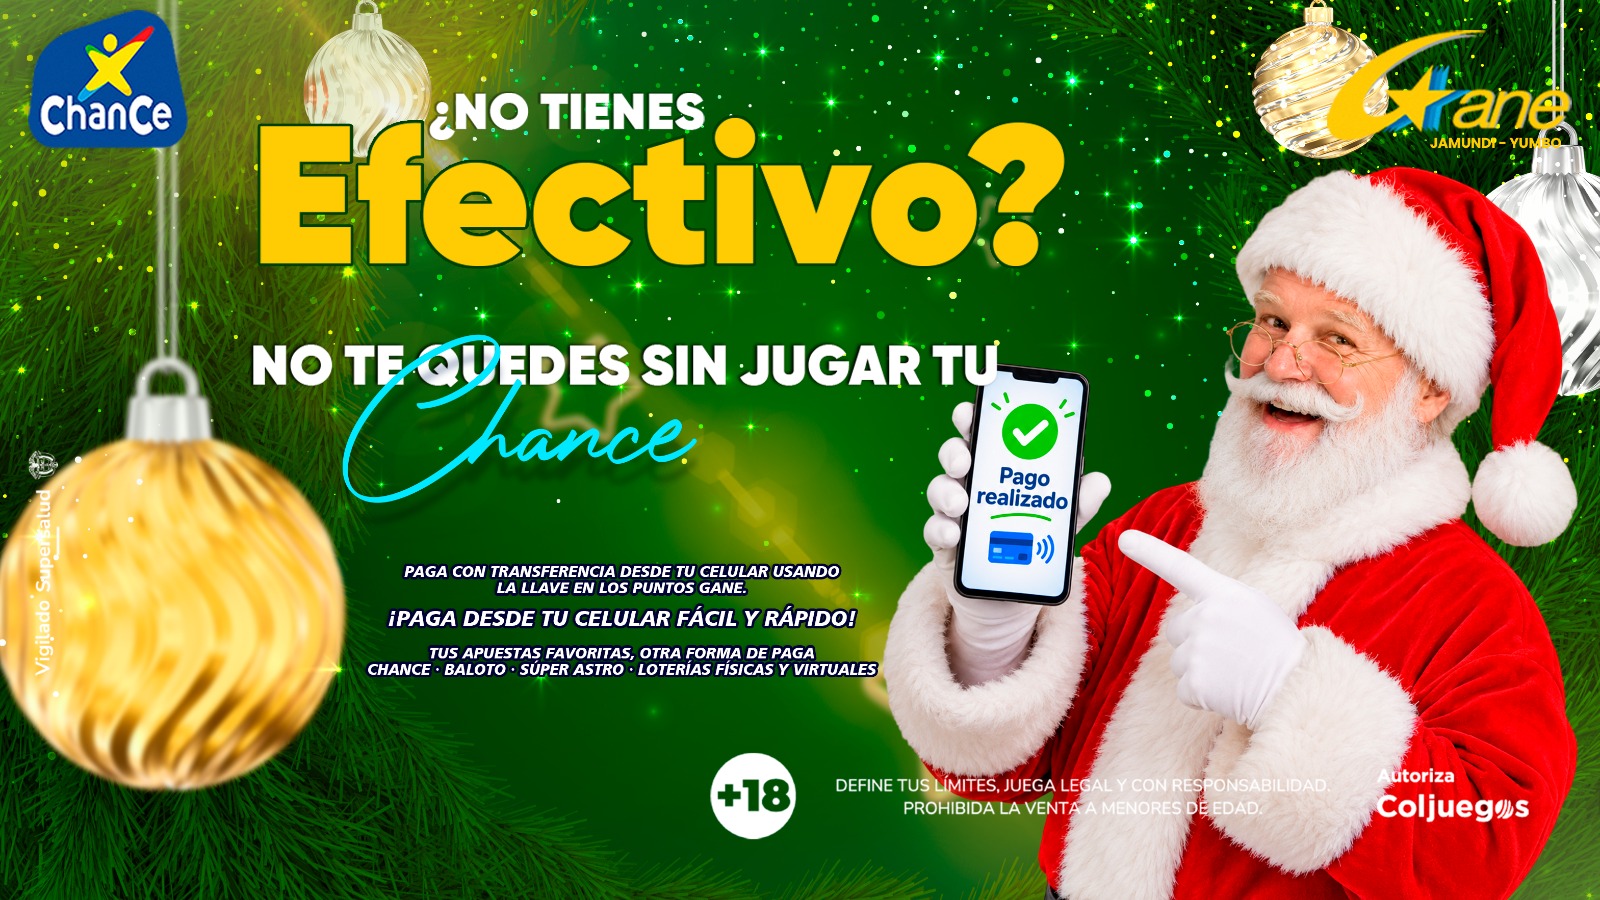 ChanCe
Gane
JAMUNDÍ - YUMBO
¿NO TIENES
Efectivo?
NO TE QUEDES SIN JUGAR TU
Chance
Pago
realizado
PAGA CON TRANSFERENCIA DESDE TU CELULAR USANDO
LA LLAVE EN LOS PUNTOS GANE.
¡PAGA DESDE TU CELULAR FÁCIL Y RÁPIDO!
TUS APUESTAS FAVORITAS, OTRA FORMA DE PAGA
CHANCE · BALOTO · SÚPER ASTRO · LOTERÍAS FÍSICAS Y VIRTUALES
Vigilado Supersalud
+18
DEFINE TUS LÍMITES, JUEGA LEGAL Y CON RESPONSABILIDAD.
PROHIBIDA LA VENTA A MENORES DE EDAD.
Autoriza
Coljuegos